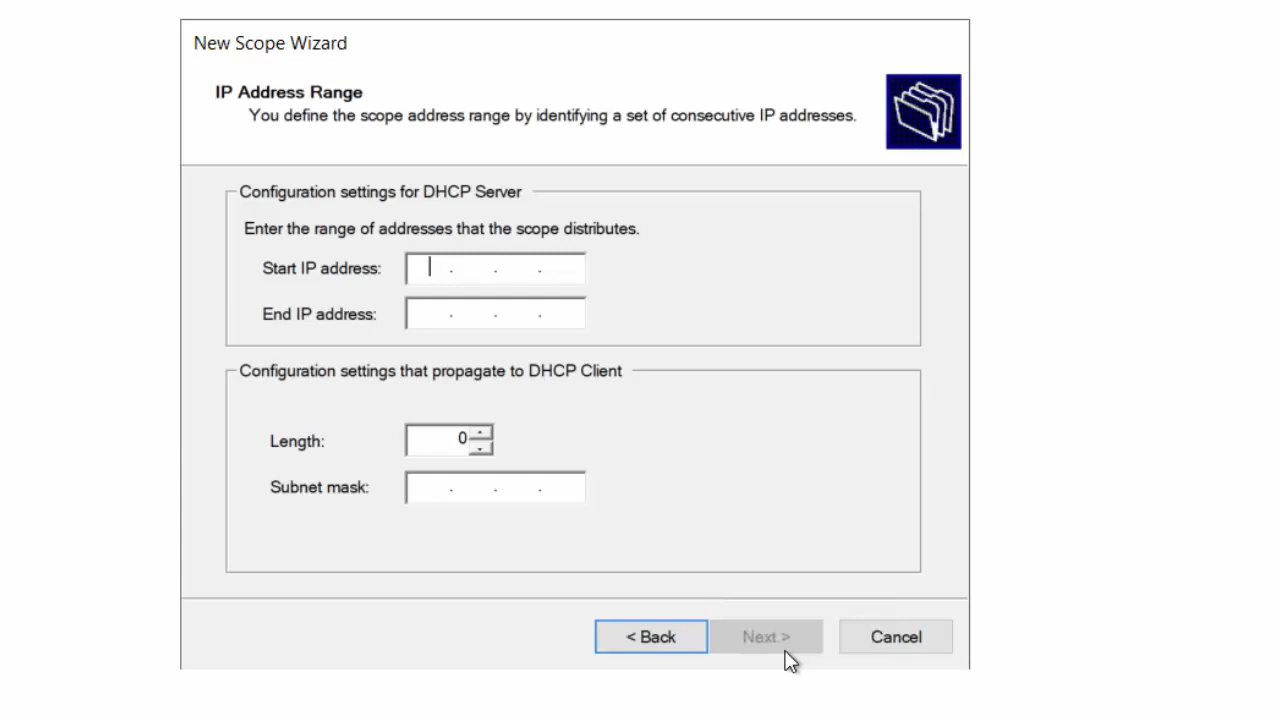 New Scope Wizard
IP Address Range
You define the scope address range by identifying a set of consecutive IP addresses.
Configuration settings for DHCP Server
Enter the range of addresses that the scope distributes.
Start IP address: . . .
End IP address: . . .
Configuration settings that propagate to DHCP Client
Length: 0
Subnet mask: . . .
< Back Next > Cancel